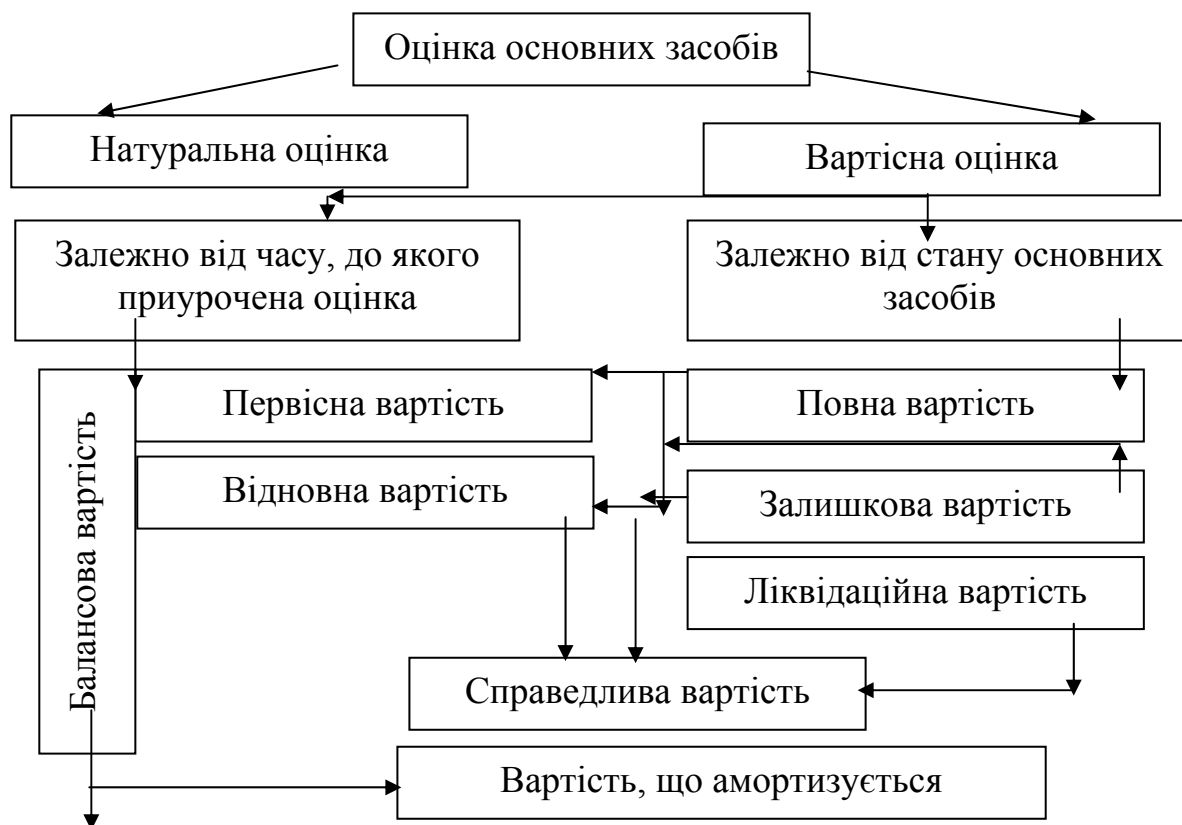 Оцінка основних засобів
Натуральна оцінка
Вартісна оцінка
Залежно від часу, до якого
приурочена оцінка
Залежно від стану основних
засобів
Балансова вартість
Первісна вартість
Повна вартість
Відновна вартість
Залишкова вартість
Ліквідаційна вартість
Справедлива вартість
Вартість, що амортизується